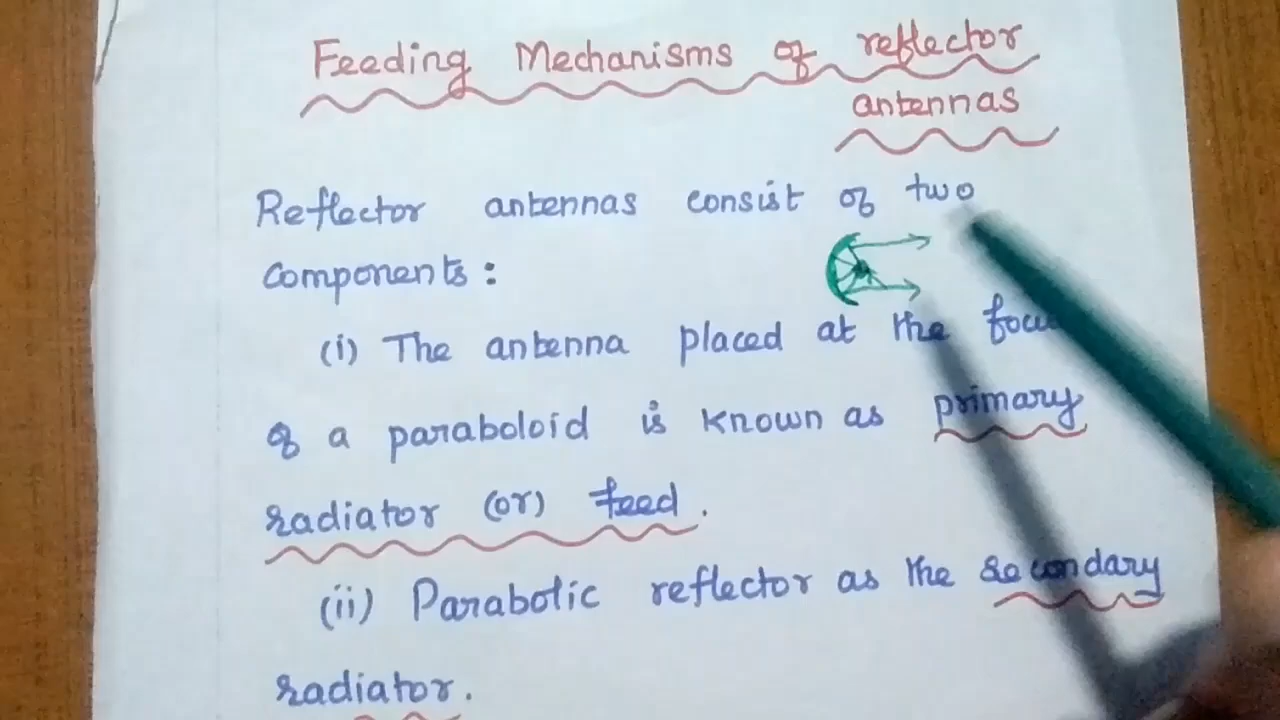 Feeding Mechanisms of reflector
antennas
Reflector antennas consist of two
components:
(i) The antenna placed at the
of a paraboloid is known as primary
radiator (or) feed.
(ii) Parabolic reflector as the secondary
radiator.